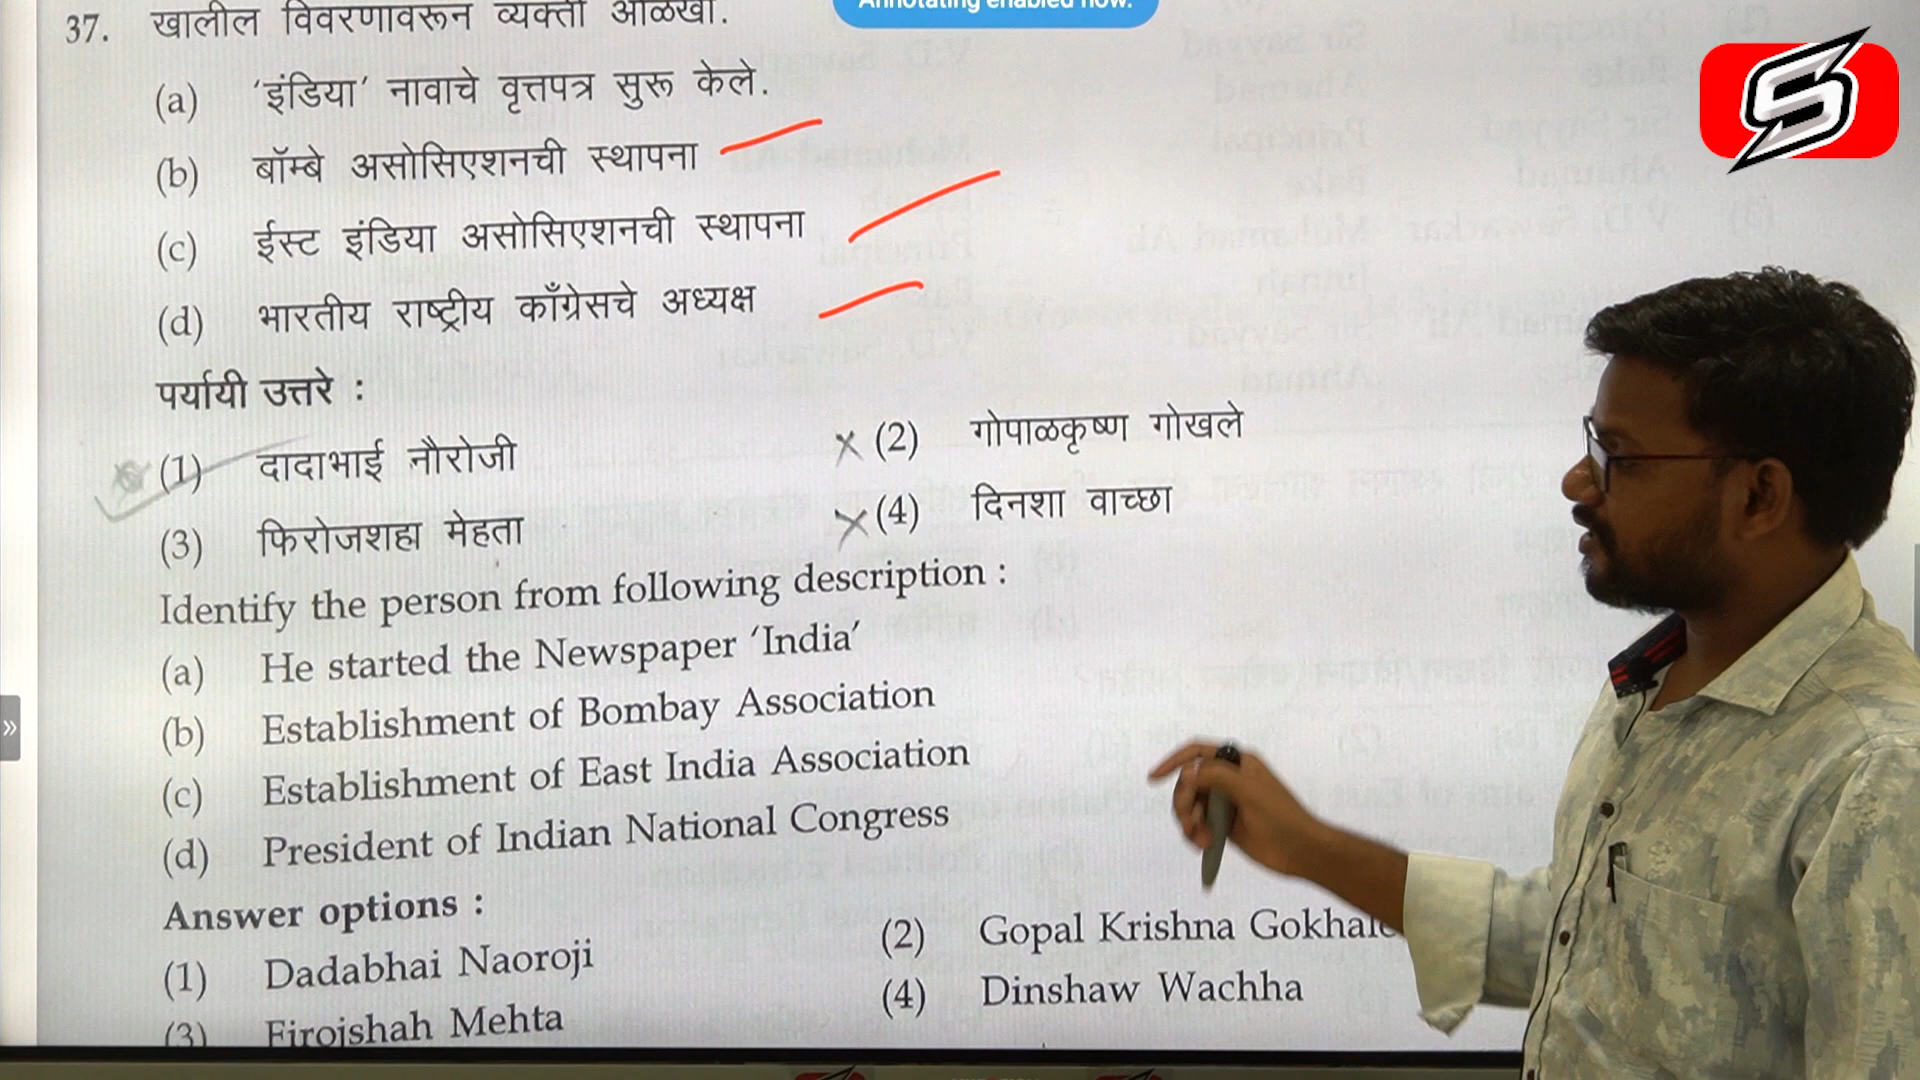 Annotating enabled now.
37. खालील विवरणावरून व्यक्ती ओळखा.
(a) ‘इंडिया’ नावाचे वृत्तपत्र सुरू केले.
(b) बॉम्बे असोसिएशनची स्थापना
(c) ईस्ट इंडिया असोसिएशनची स्थापना
(d) भारतीय राष्ट्रीय काँग्रेसचे अध्यक्ष
पर्यायी उत्तरे :
(1) दादाभाई नौरोजी (2) गोपाळकृष्ण गोखले
(3) फिरोजशहा मेहता (4) दिनशा वाच्छा
Identify the person from following description :
(a) He started the Newspaper ‘India’
(b) Establishment of Bombay Association
(c) Establishment of East India Association
(d) President of Indian National Congress
Answer options :
(1) Dadabhai Naoroji (2) Gopal Krishna Gokhale
(3) Firojshah Mehta (4) Dinshaw Wachha